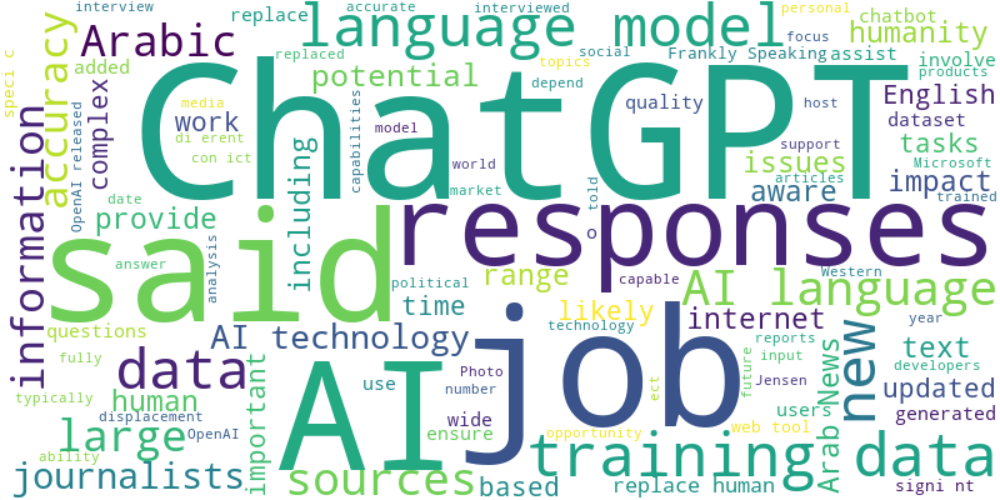 interview
accurate
interviewed
personal
replace
language model
chatbot
Arabic
replaced
social
focus
humanity
speci c
accuracy
added
potential
topics
Frankly Speaking
assist
involve
depend
products
ChatGPT
media
work
di erent
con ict
complex
capabilities
model
quality
host
English
dataset
support
tasks
information
OpenAI released
including
world
market
issues
articles
Microsoft
aware
impact
trained
date
provide
told
said
responses
o
answer
analysis
political
range
capable
Western
AI language
time
likely
internet
questions
AI technology
technology
year
fully
data
use
Photo
reports
input
new
text
typically
human
important
AI
job
number
ect
future
Jensen
developers
updated
displacement
large
OpenAI
wide
ensure
opportunity
web tool
users
Arab News
generated
ability
journalists
sources
based
training data
replace human
signi nt